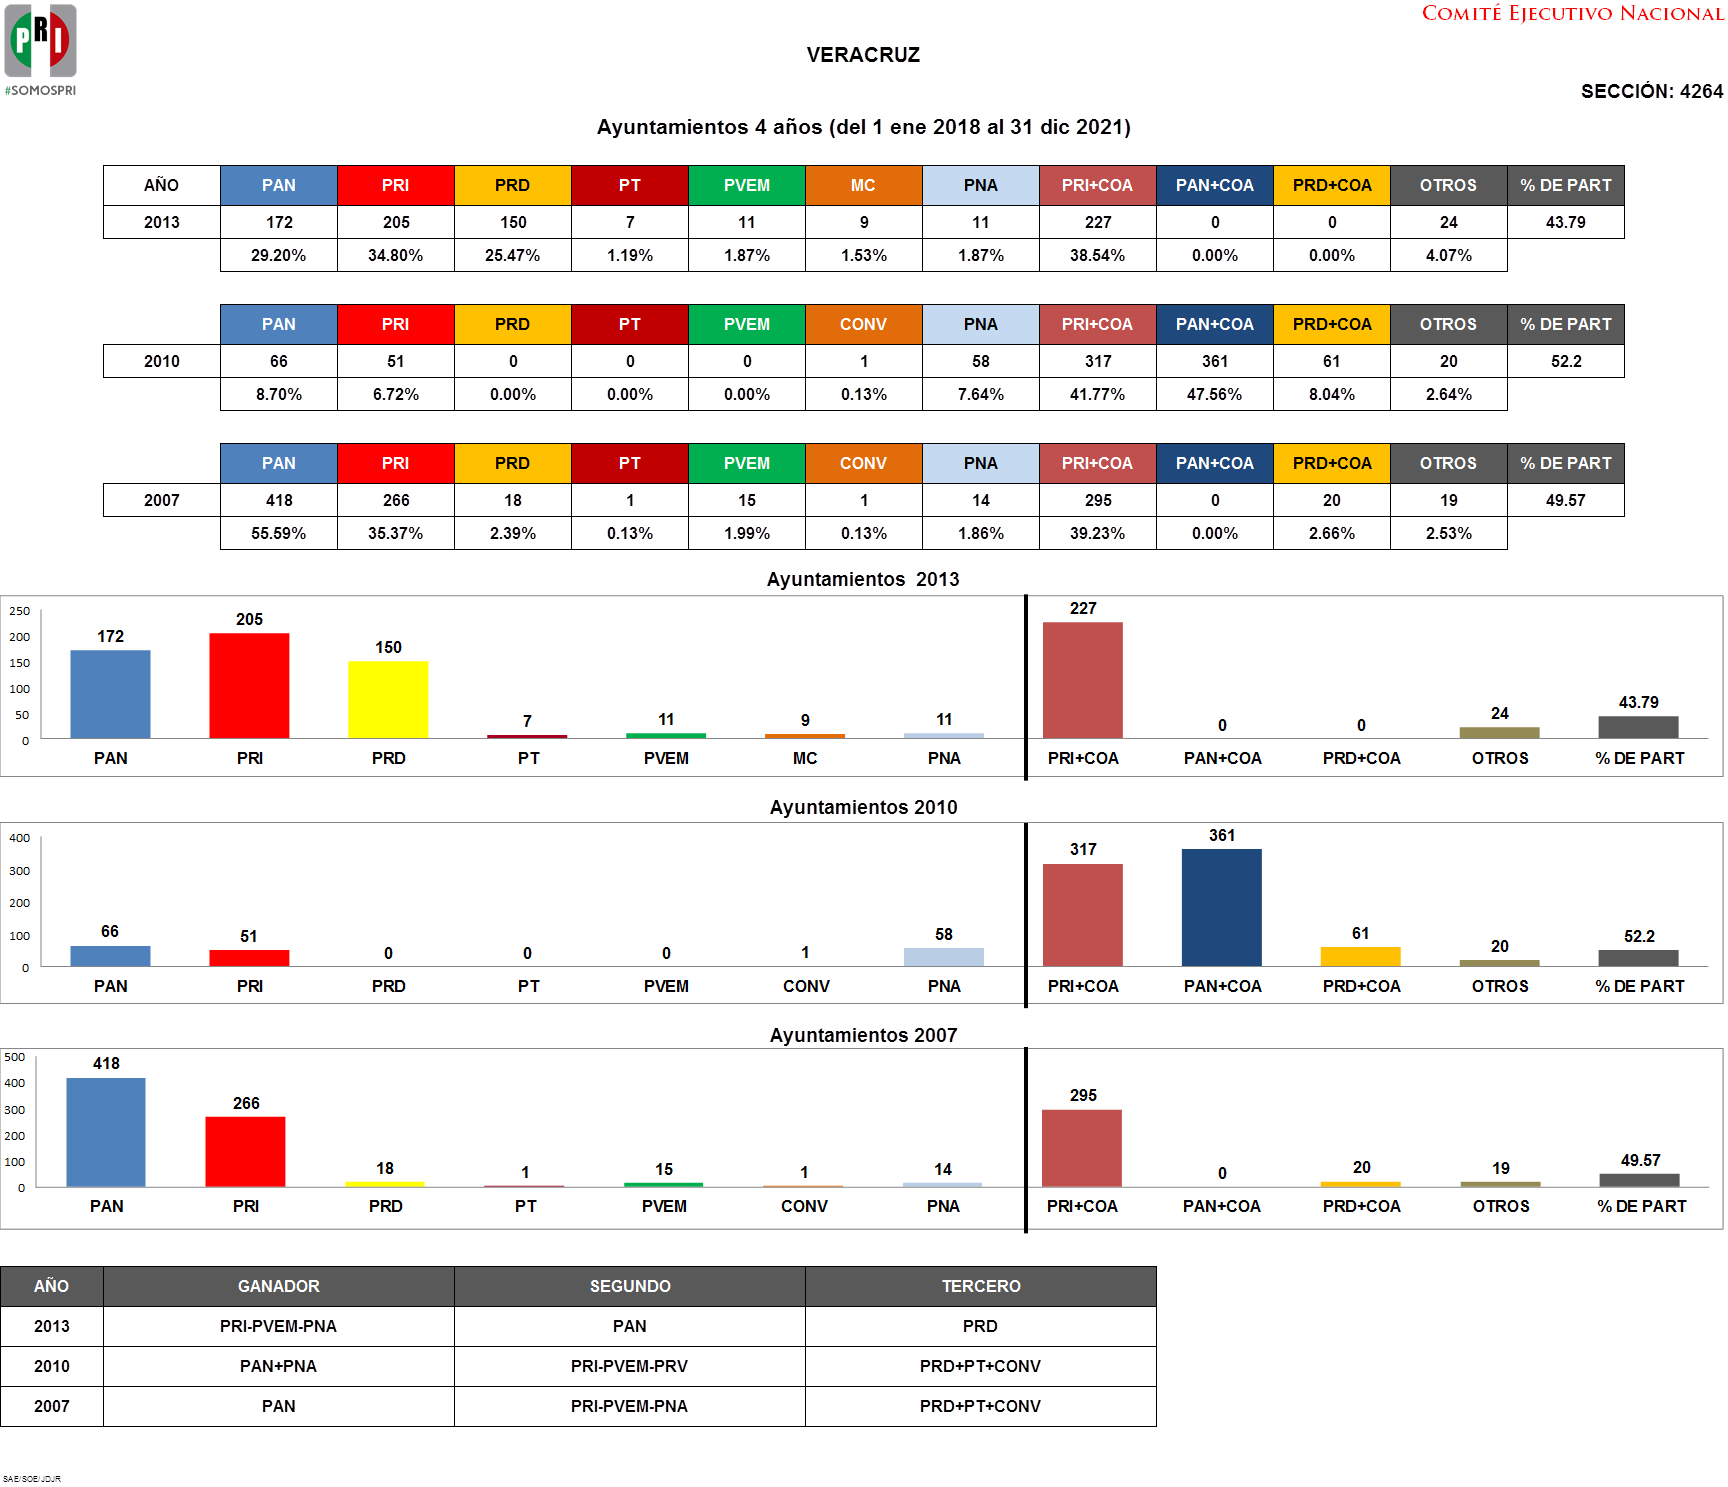 PRI
#SOMOSPRI
COMITÉ EJECUTIVO NACIONAL
VERACRUZ
SECCIÓN: 4264
Ayuntamientos 4 años (del 1 ene 2018 al 31 dic 2021)
AÑO PAN PRI PRD PT PVEM MC PNA PRI+COA PAN+COA PRD+COA OTROS % DE PART
2013 172 205 150 7 11 9 11 227 0 0 24 43.79
29.20% 34.80% 25.47% 1.19% 1.87% 1.53% 1.87% 38.54% 0.00% 0.00% 4.07%
PAN PRI PRD PT PVEM CONV PNA PRI+COA PAN+COA PRD+COA OTROS % DE PART
2010 66 51 0 0 0 1 58 317 361 61 20 52.2
8.70% 6.72% 0.00% 0.00% 0.00% 0.13% 7.64% 41.77% 47.56% 8.04% 2.64%
PAN PRI PRD PT PVEM CONV PNA PRI+COA PAN+COA PRD+COA OTROS % DE PART
2007 418 266 18 1 15 1 14 295 0 20 19 49.57
55.59% 35.37% 2.39% 0.13% 1.99% 0.13% 1.86% 39.23% 0.00% 2.66% 2.53%
Ayuntamientos 2013
250
200
150
100
50
0
172 205 150 7 11 9 11 227 0 0 24 43.79
PAN PRI PRD PT PVEM MC PNA PRI+COA PAN+COA PRD+COA OTROS % DE PART
Ayuntamientos 2010
400
300
200
100
0
66 51 0 0 0 1 58 317 361 61 20 52.2
PAN PRI PRD PT PVEM CONV PNA PRI+COA PAN+COA PRD+COA OTROS % DE PART
Ayuntamientos 2007
500
400
300
200
100
0
418 266 18 1 15 1 14 295 0 20 19 49.57
PAN PRI PRD PT PVEM CONV PNA PRI+COA PAN+COA PRD+COA OTROS % DE PART
AÑO GANADOR SEGUNDO TERCERO
2013 PRI-PVEM-PNA PAN PRD
2010 PAN+PNA PRI-PVEM-PRV PRD+PT+CONV
2007 PAN PRI-PVEM-PNA PRD+PT+CONV
SAE/SOE/JDJR